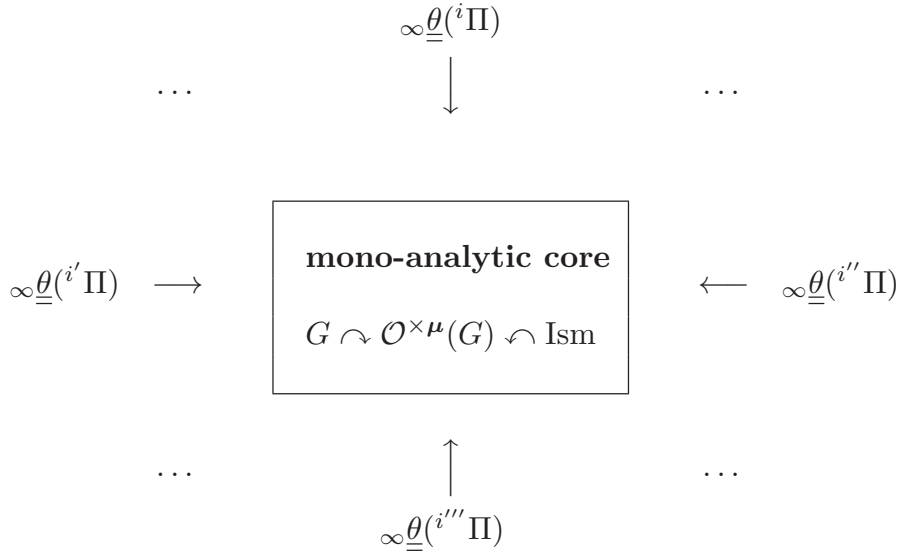 ∞θ̳(ⁱΠ)
↓
… …
mono-analytic core
∞θ̳(ⁱ′Π) → ← ∞θ̳(ⁱ″Π)
G ↷ 𝒪^{×μ}(G) ↶ Ism
… …
↑
∞θ̳(ⁱ‴Π)